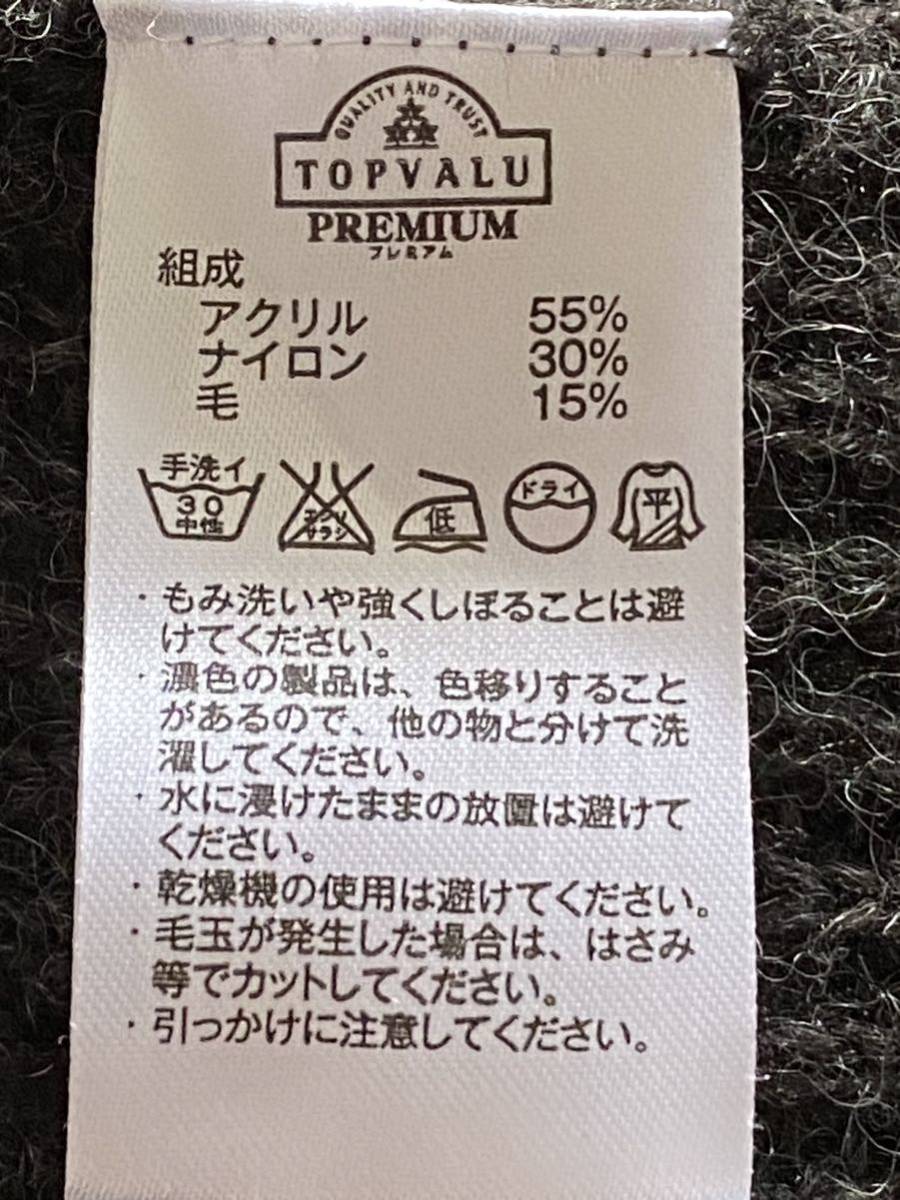 QUALITY AND TRUST
TOPVALU
PREMIUM
プレミアム
組成
アクリル 55%
ナイロン 30%
毛 15%
手洗イ
30
中性
エンソ
サラシ
低
ドライ
平
・もみ洗いや強くしぼることは避
けてください。
・濃色の製品は、色移りすること
があるので、他の物と分けて洗
濯してください。
・水に浸けたままの放置は避けて
ください。
・乾燥機の使用は避けてください。
・毛玉が発生した場合は、はさみ
等でカットしてください。
・引っかけに注意してください。